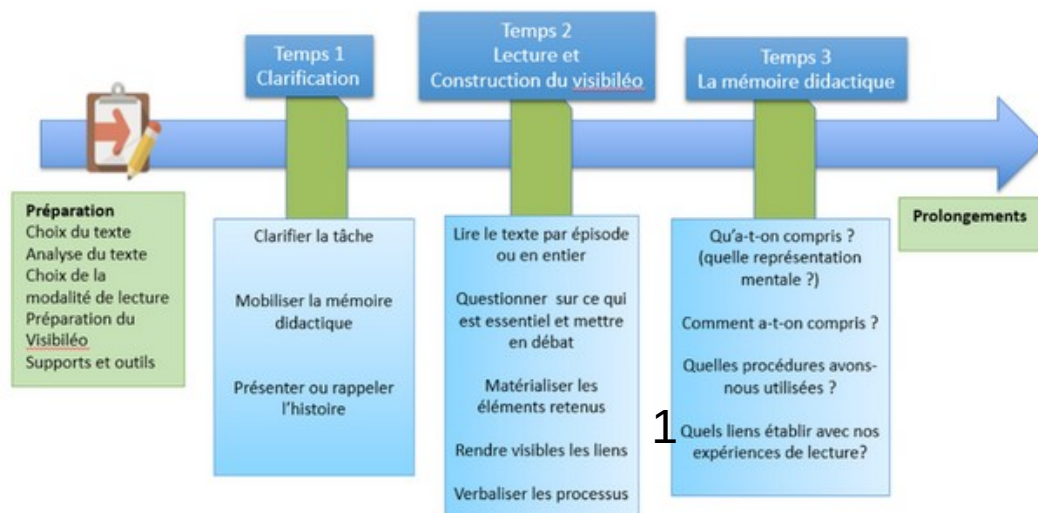 Temps 1
Clarification
Temps 2
Lecture et
Construction du visibiléo
Temps 3
La mémoire didactique
Préparation
Choix du texte
Analyse du texte
Choix de la
modalité de lecture
Préparation du
Visibiléo
Supports et outils
Clarifier la tâche
Mobiliser la mémoire
didactique
Présenter ou rappeler
l'histoire
Lire le texte par épisode
ou en entier
Questionner sur ce qui
est essentiel et mettre
en débat
Matérialiser les
éléments retenus
Rendre visibles les liens
Verbaliser les processus
Qu'a-t-on compris ?
(quelle représentation
mentale ?)
Comment a-t-on compris ?
Quelles procédures avons-
nous utilisées ?
1
Quels liens établir avec nos
expériences de lecture?
Prolongements